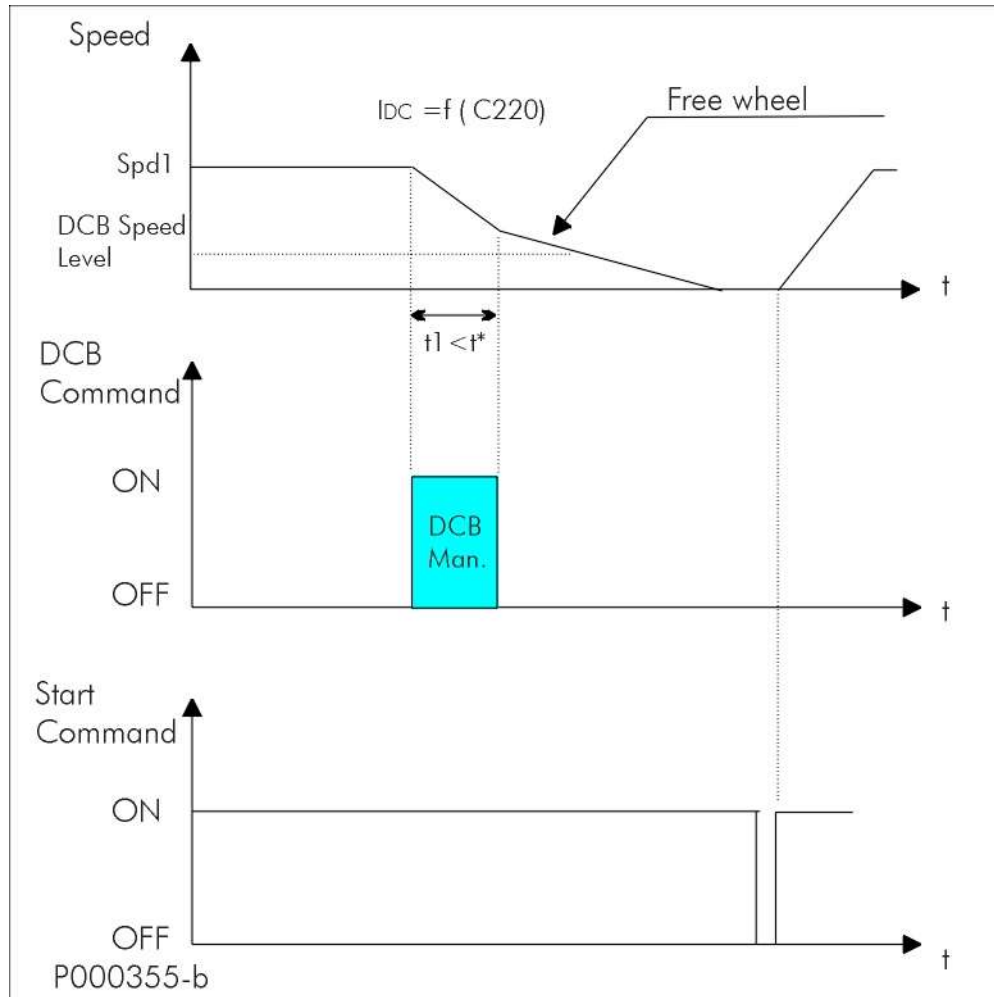 Speed
IDC =f ( C220)
Free wheel
Spd1
DCB Speed
Level
t
t1 <t*
DCB
Command
ON
DCB
Man.
OFF
t
Start
Command
ON
OFF
t
P000355-b